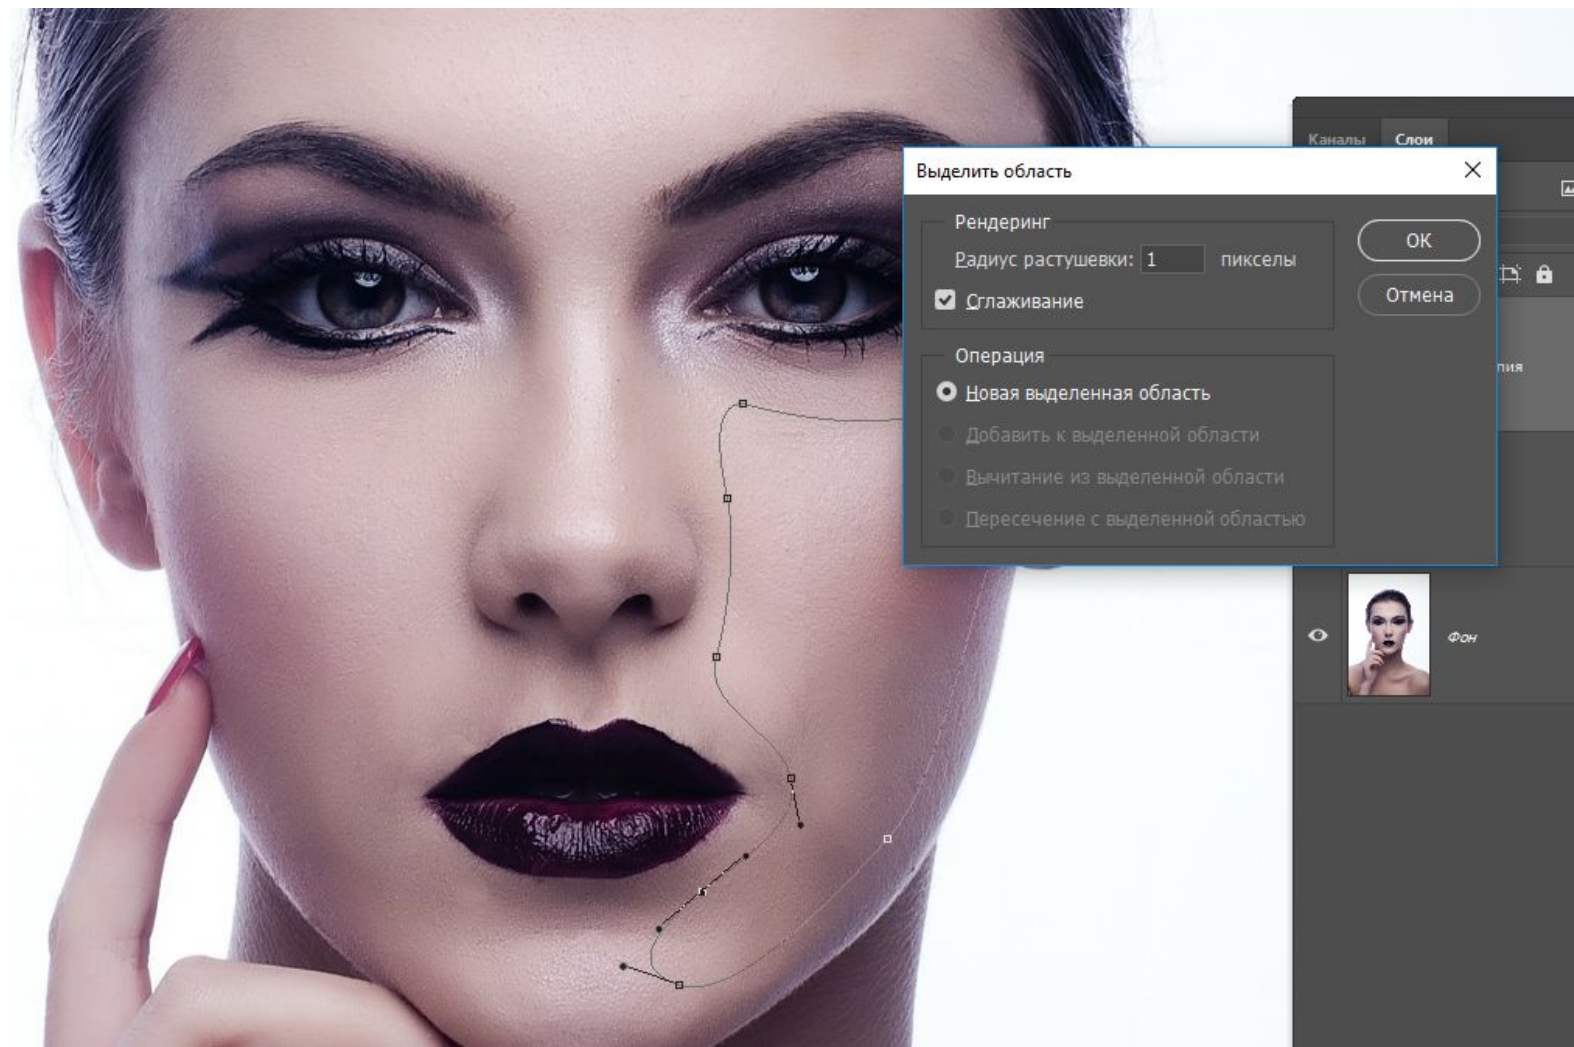 Каналы Слои
Выделить область
Рендеринг
Радиус растушевки: 1 пикселы
Сглаживание
OK
Отмена
Операция
Новая выделенная область
Добавить к выделенной области
Вычитание из выделенной области
Пересечение с выделенной областью
пия
Фон